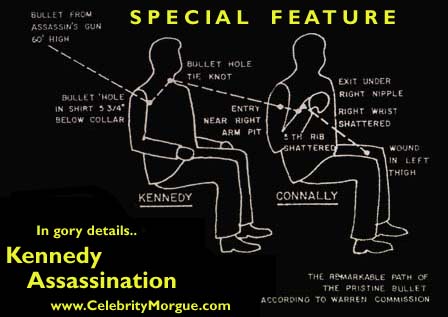 SPECIAL FEATURE
BULLET FROM
ASSASSIN'S GUN
60° HIGH
BULLET HOLE
TIE KNOT
BULLET 'HOLE
IN SHIRT 5 3/4"
BELOW COLLAR
ENTRY
NEAR RIGHT
ARM PIT
EXIT UNDER
RIGHT NIPPLE
RIGHT WRIST
SHATTERED
5TH RIB
SHATTERED
WOUND
IN LEFT
THIGH
KENNEDY
CONNALLY
In gory details..
Kennedy
Assassination
www.CelebrityMorgue.com
THE REMARKABLE PATH OF
THE PRISTINE BULLET
ACCORDING TO WARREN COMMISSION